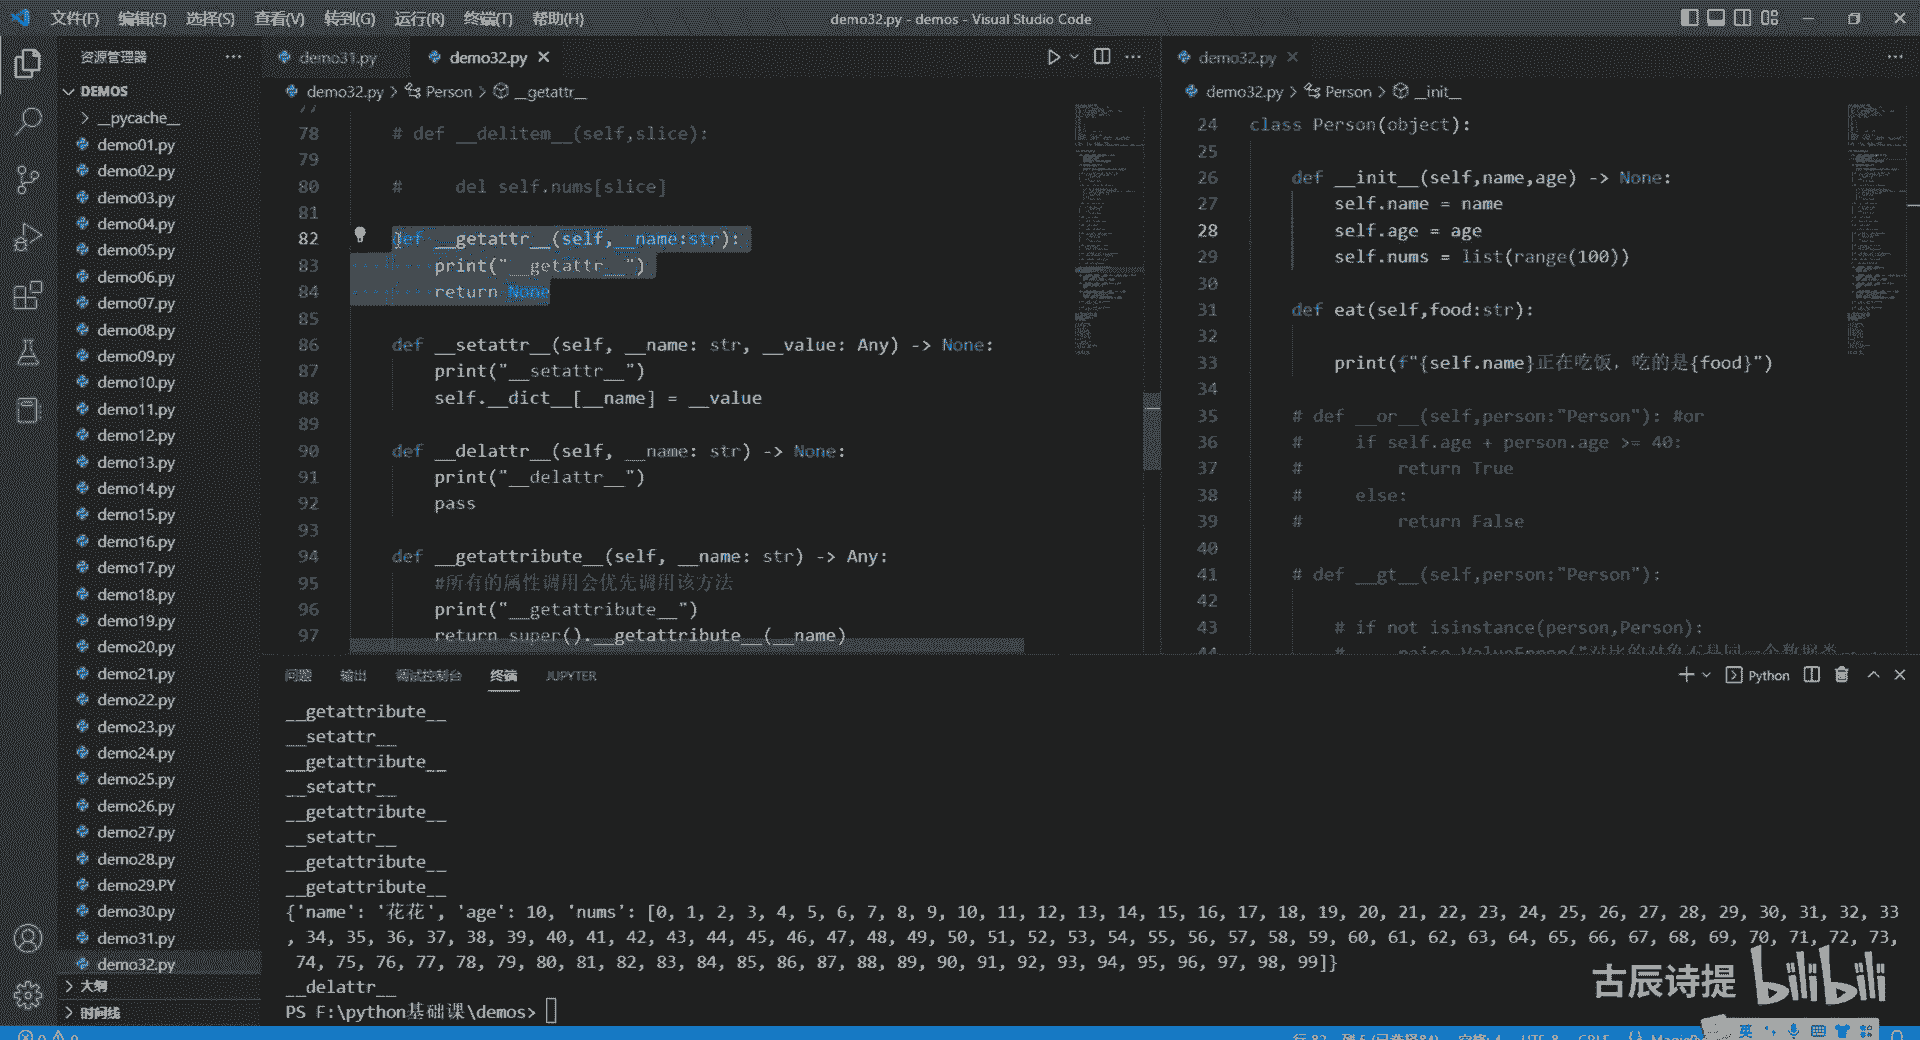 文件(F) 编辑(E) 选择(S) 查看(V) 转到(G) 运行(R) 终端(T) 帮助(H)
demo32.py - demos - Visual Studio Code
资源管理器
DEMOS
__pycache__
demo01.py
demo02.py
demo03.py
demo04.py
demo05.py
demo06.py
demo07.py
demo08.py
demo09.py
demo10.py
demo11.py
demo12.py
demo13.py
demo14.py
demo15.py
demo16.py
demo17.py
demo18.py
demo19.py
demo20.py
demo21.py
demo22.py
demo23.py
demo24.py
demo25.py
demo26.py
demo27.py
demo28.py
demo29.PY
demo30.py
demo31.py
demo32.py
大纲
时间线
demo31.py demo32.py
demo32.py > Person > __getattr__
77
78 # def __delitem__(self,slice):
79
80 #     del self.nums[slice]
81
82 def __getattr__(self,__name:str):
83     print("__getattr__")
84     return None
85
86 def __setattr__(self, __name: str, __value: Any) -> None:
87     print("__setattr__")
88     self.__dict__[__name] = __value
89
90 def __delattr__(self, __name: str) -> None:
91     print("__delattr__")
92     pass
93
94 def __getattribute__(self, __name: str) -> Any:
95     #所有的属性调用会优先调用该方法
96     print("__getattribute__")
97     return super().__getattribute__(__name)
demo32.py
demo32.py > Person > __init__
24 class Person(object):
25
26     def __init__(self,name,age) -> None:
27         self.name = name
28         self.age = age
29         self.nums = list(range(100))
30
31     def eat(self,food:str):
32
33         print(f"{self.name}正在吃饭，吃的是{food}")
34
35     # def __or__(self,person:"Person"): #or
36     #     if self.age + person.age >= 40:
37     #         return True
38     #     else:
39     #         return False
40
41     # def __gt__(self,person:"Person"):
42
43         # if not isinstance(person,Person):
44         #     raise ValueError("对比的对象不是同一个数据类
问题 输出 调试控制台 终端 JUPYTER
Python
__getattribute__
__setattr__
__getattribute__
__setattr__
__getattribute__
__setattr__
__getattribute__
__getattribute__
{'name': '花花', 'age': 10, 'nums': [0, 1, 2, 3, 4, 5, 6, 7, 8, 9, 10, 11, 12, 13, 14, 15, 16, 17, 18, 19, 20, 21, 22, 23, 24, 25, 26, 27, 28, 29, 30, 31, 32, 33
, 34, 35, 36, 37, 38, 39, 40, 41, 42, 43, 44, 45, 46, 47, 48, 49, 50, 51, 52, 53, 54, 55, 56, 57, 58, 59, 60, 61, 62, 63, 64, 65, 66, 67, 68, 69, 70, 71, 72, 73,
74, 75, 76, 77, 78, 79, 80, 81, 82, 83, 84, 85, 86, 87, 88, 89, 90, 91, 92, 93, 94, 95, 96, 97, 98, 99]}
__delattr__
PS F:\python基础课\demos>
古辰诗提 bilibili
英